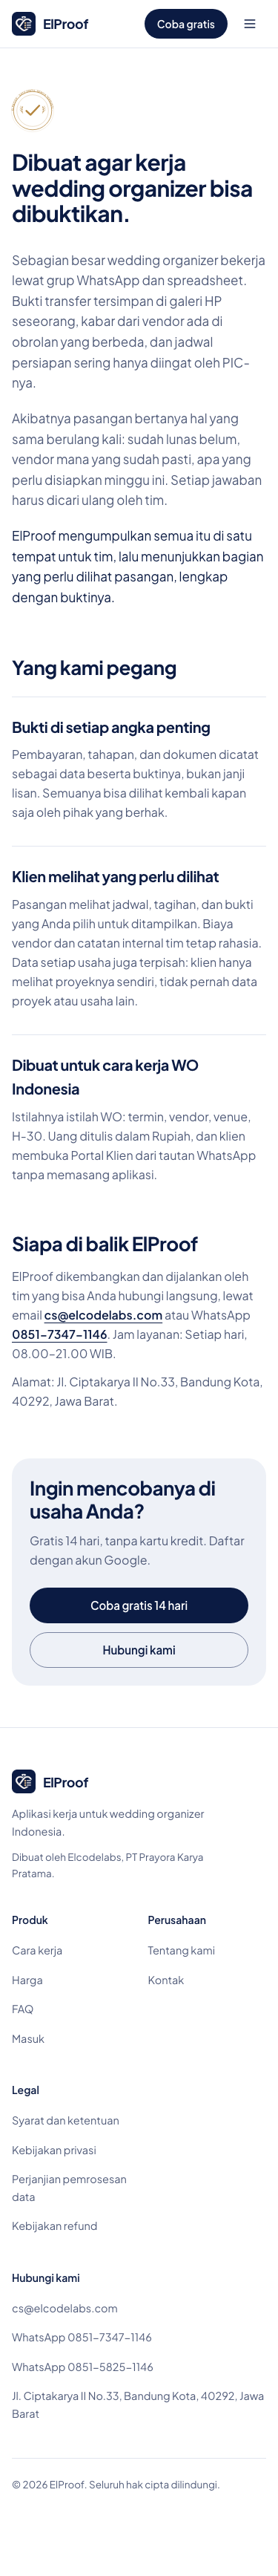 ElProof
Coba gratis
Dibuat agar kerja
wedding organizer bisa
dibuktikan.
Sebagian besar wedding organizer bekerja
lewat grup WhatsApp dan spreadsheet.
Bukti transfer tersimpan di galeri HP
seseorang, kabar dari vendor ada di
obrolan yang berbeda, dan jadwal
persiapan sering hanya diingat oleh PIC-
nya.
Akibatnya pasangan bertanya hal yang
sama berulang kali: sudah lunas belum,
vendor mana yang sudah pasti, apa yang
perlu disiapkan minggu ini. Setiap jawaban
harus dicari ulang oleh tim.
ElProof mengumpulkan semua itu di satu
tempat untuk tim, lalu menunjukkan bagian
yang perlu dilihat pasangan, lengkap
dengan buktinya.
Yang kami pegang
Bukti di setiap angka penting
Pembayaran, tahapan, dan dokumen dicatat
sebagai data beserta buktinya, bukan janji
lisan. Semuanya bisa dilihat kembali kapan
saja oleh pihak yang berhak.
Klien melihat yang perlu dilihat
Pasangan melihat jadwal, tagihan, dan bukti
yang Anda pilih untuk ditampilkan. Biaya
vendor dan catatan internal tim tetap rahasia.
Data setiap usaha juga terpisah: klien hanya
melihat proyeknya sendiri, tidak pernah data
proyek atau usaha lain.
Dibuat untuk cara kerja WO
Indonesia
Istilahnya istilah WO: termin, vendor, venue,
H-30. Uang ditulis dalam Rupiah, dan klien
membuka Portal Klien dari tautan WhatsApp
tanpa memasang aplikasi.
Siapa di balik ElProof
ElProof dikembangkan dan dijalankan oleh
tim yang bisa Anda hubungi langsung, lewat
email cs@elcodelabs.com atau WhatsApp
0851-7347-1146. Jam layanan: Setiap hari,
08.00–21.00 WIB.
Alamat: Jl. Ciptakarya II No.33, Bandung Kota,
40292, Jawa Barat.
Ingin mencobanya di
usaha Anda?
Gratis 14 hari, tanpa kartu kredit. Daftar
dengan akun Google.
Coba gratis 14 hari
Hubungi kami
ElProof
Aplikasi kerja untuk wedding organizer
Indonesia.
Dibuat oleh Elcodelabs, PT Prayora Karya
Pratama.
Produk
Cara kerja
Harga
FAQ
Masuk
Perusahaan
Tentang kami
Kontak
Legal
Syarat dan ketentuan
Kebijakan privasi
Perjanjian pemrosesan
data
Kebijakan refund
Hubungi kami
cs@elcodelabs.com
WhatsApp 0851-7347-1146
WhatsApp 0851-5825-1146
Jl. Ciptakarya II No.33, Bandung Kota, 40292, Jawa
Barat
© 2026 ElProof. Seluruh hak cipta dilindungi.